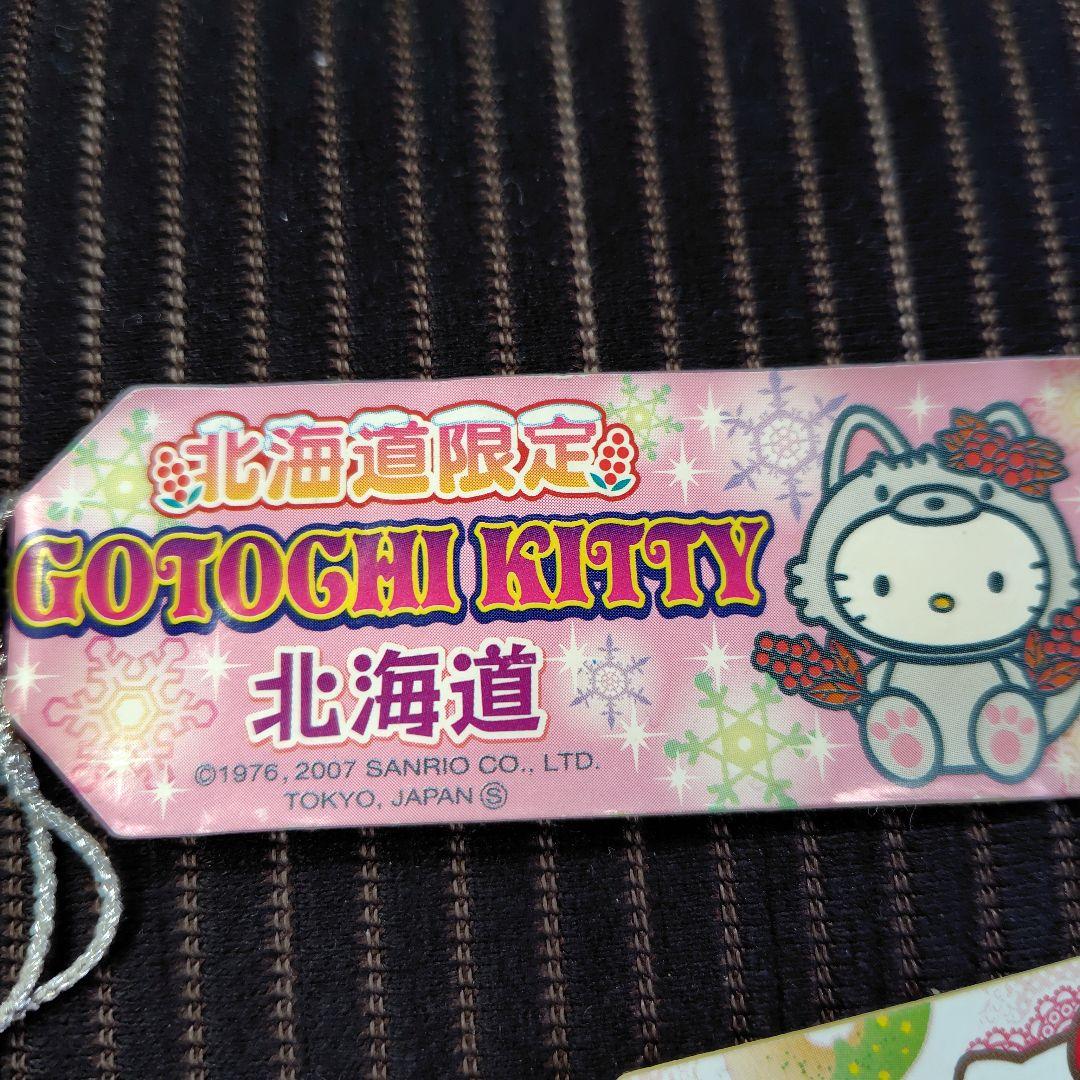 北海道限定
GOTOCHI KITTY
北海道
©1976, 2007 SANRIO CO., LTD.
TOKYO, JAPAN Ⓢ